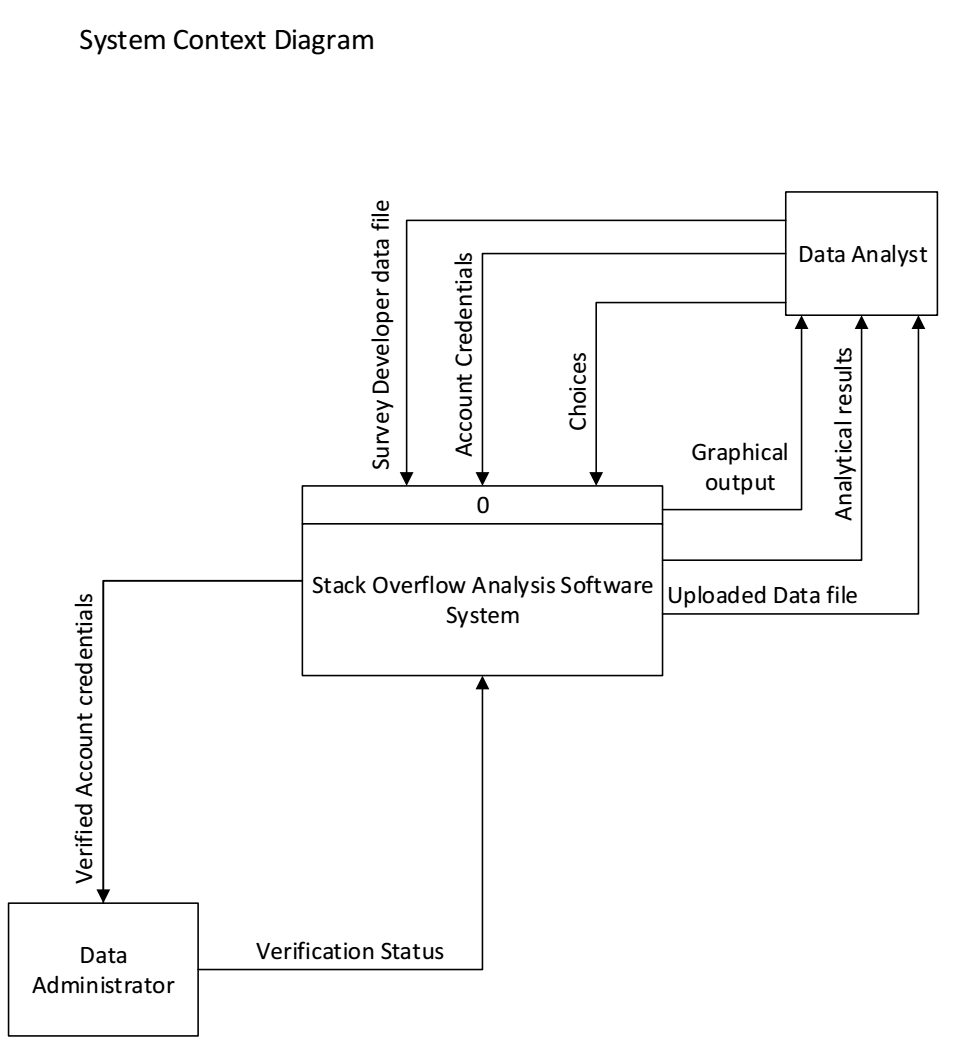 System Context Diagram
Data Analyst
Survey Developer data file
Account Credentials
Choices
Graphical
output
Analytical results
0
Stack Overflow Analysis Software
System
Uploaded Data file
Verified Account credentials
Verification Status
Data
Administrator